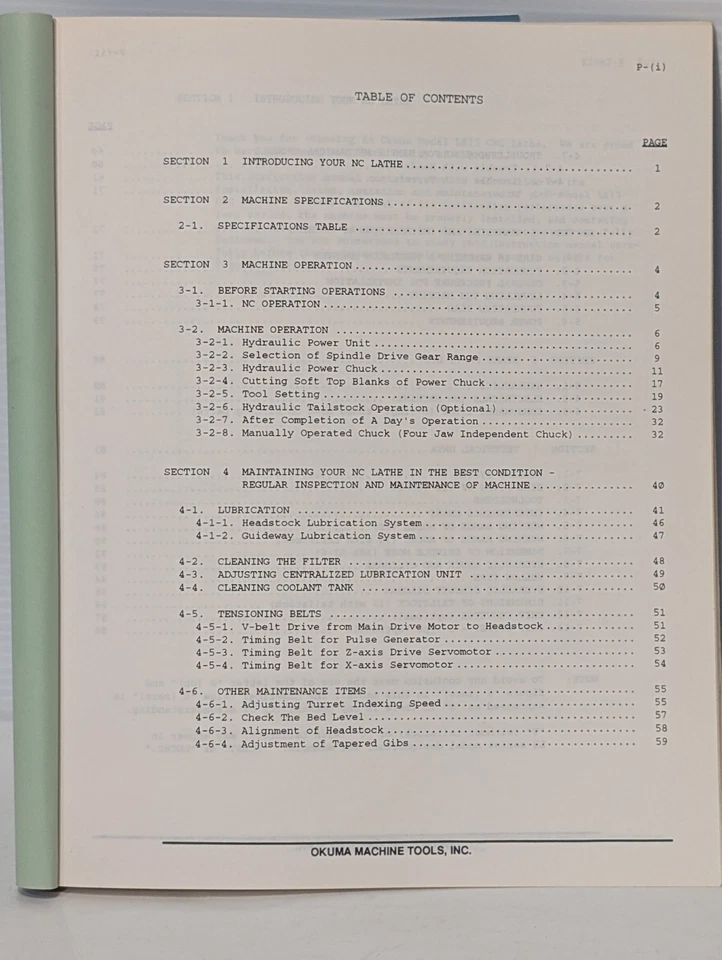 P-(i)
TABLE OF CONTENTS
PAGE
SECTION 1 INTRODUCING YOUR NC LATHE ........................................ 1
SECTION 2 MACHINE SPECIFICATIONS ........................................ 2
2-1. SPECIFICATIONS TABLE ........................................ 2
SECTION 3 MACHINE OPERATION ........................................ 4
3-1. BEFORE STARTING OPERATIONS ........................................ 4
3-1-1. NC OPERATION ........................................ 5
3-2. MACHINE OPERATION ........................................ 6
3-2-1. Hydraulic Power Unit ........................................ 6
3-2-2. Selection of Spindle Drive Gear Range ........................ 9
3-2-3. Hydraulic Power Chuck ........................................ 11
3-2-4. Cutting Soft Top Blanks of Power Chuck ........................ 17
3-2-5. Tool Setting ........................................ 19
3-2-6. Hydraulic Tailstock Operation (Optional) ..................... 23
3-2-7. After Completion of A Day's Operation ........................ 32
3-2-8. Manually Operated Chuck (Four Jaw Independent Chuck) ......... 32
SECTION 4 MAINTAINING YOUR NC LATHE IN THE BEST CONDITION -
REGULAR INSPECTION AND MAINTENANCE OF MACHINE ................ 40
4-1. LUBRICATION ........................................ 41
4-1-1. Headstock Lubrication System ................................ 46
4-1-2. Guideway Lubrication System ................................ 47
4-2. CLEANING THE FILTER ........................................ 48
4-3. ADJUSTING CENTRALIZED LUBRICATION UNIT ........................ 49
4-4. CLEANING COOLANT TANK ........................................ 50
4-5. TENSIONING BELTS ........................................ 51
4-5-1. V-belt Drive from Main Drive Motor to Headstock .............. 51
4-5-2. Timing Belt for Pulse Generator ............................. 52
4-5-3. Timing Belt for Z-axis Drive Servomotor ..................... 53
4-5-4. Timing Belt for X-axis Servomotor ........................... 54
4-6. OTHER MAINTENANCE ITEMS ........................................ 55
4-6-1. Adjusting Turret Indexing Speed ............................. 55
4-6-2. Check The Bed Level ........................................ 57
4-6-3. Alignment of Headstock ...................................... 58
4-6-4. Adjustment of Tapered Gibs .................................. 59
OKUMA MACHINE TOOLS, INC.